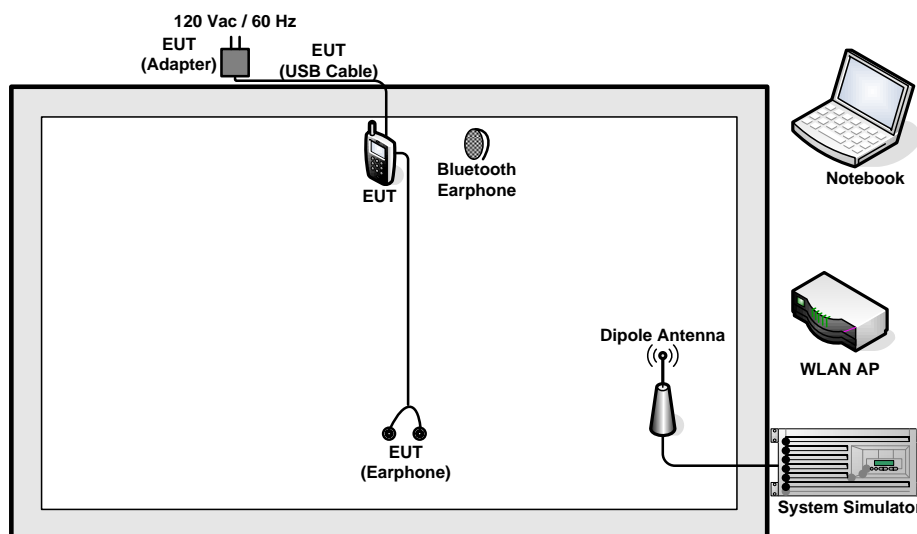 120 Vac / 60 Hz
EUT
(Adapter)
EUT
(USB Cable)
EUT
Bluetooth
Earphone
Notebook
Dipole Antenna
WLAN AP
EUT
(Earphone)
System Simulator